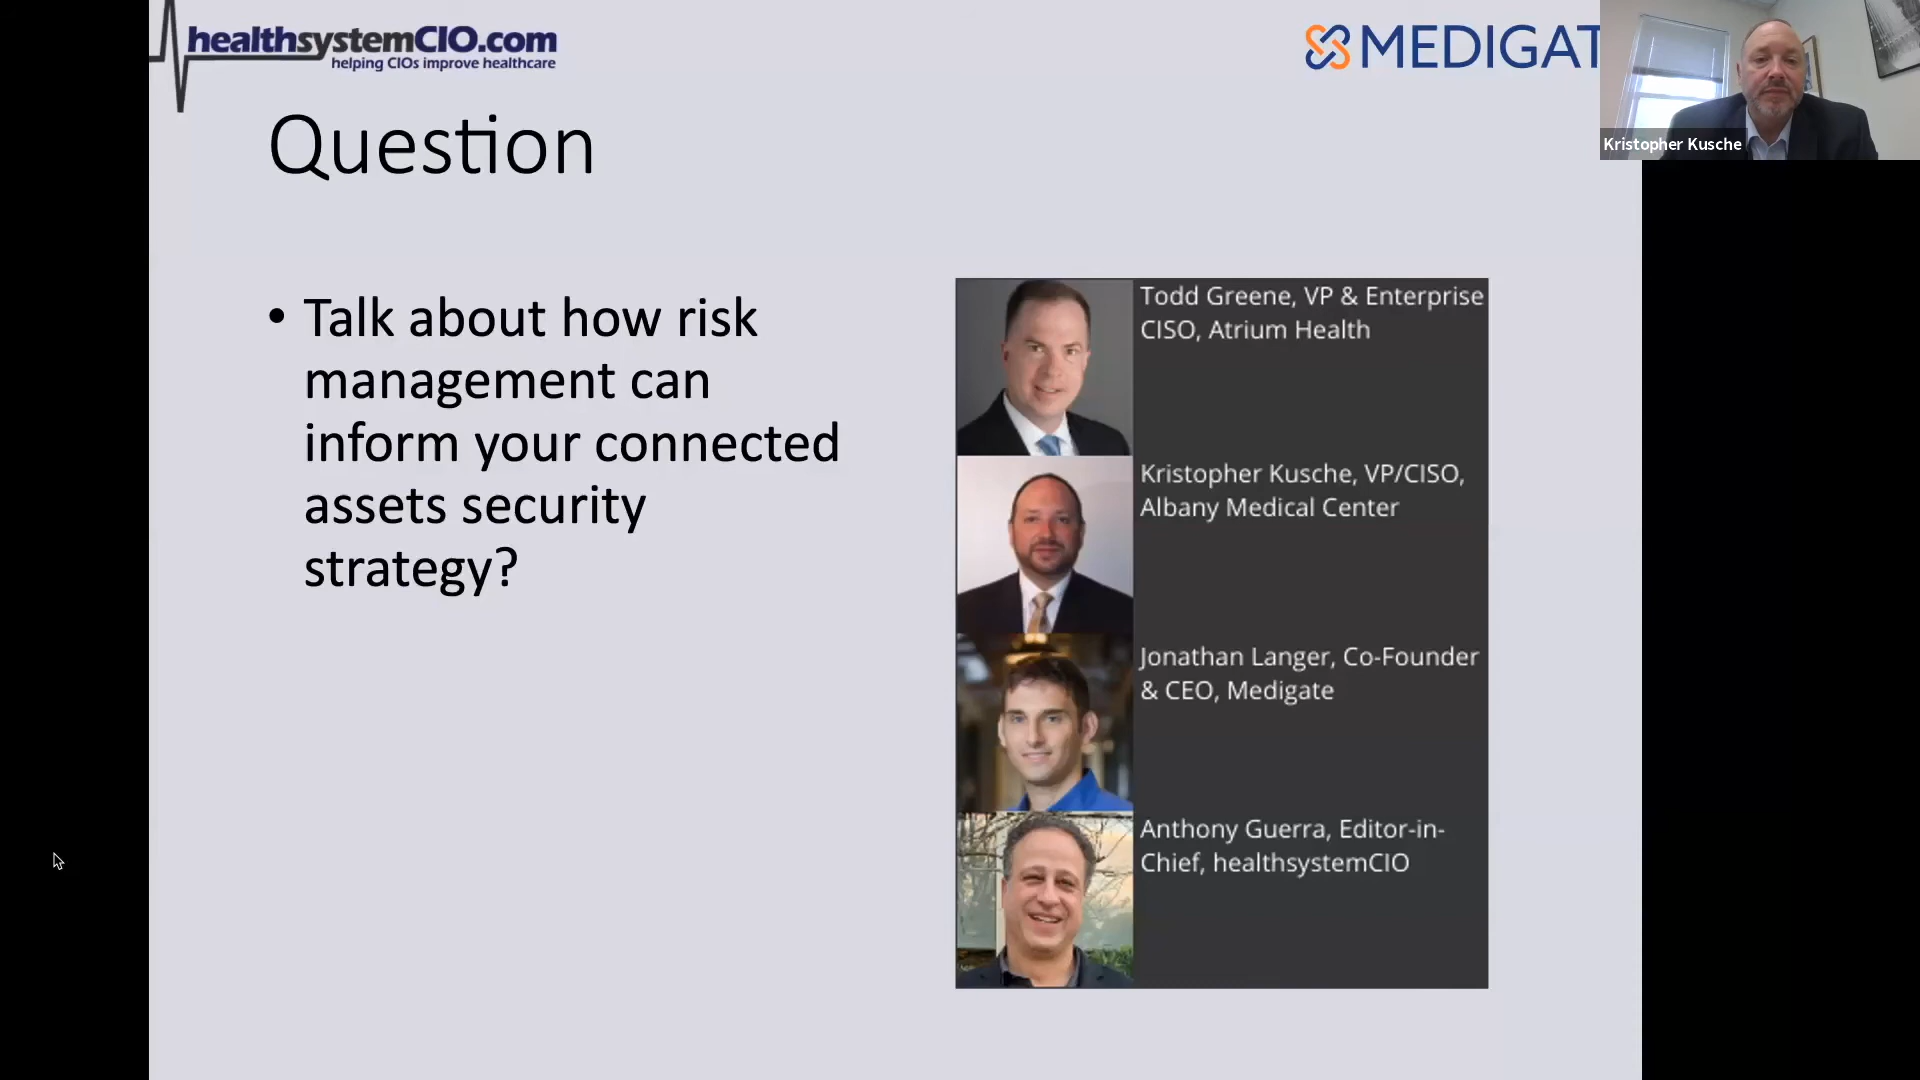 healthsystemCIO.com
helping CIOs improve healthcare
MEDIGAT
Kristopher Kusche
Question
• Talk about how risk
management can
inform your connected
assets security
strategy?
Todd Greene, VP & Enterprise
CISO, Atrium Health
Kristopher Kusche, VP/CISO,
Albany Medical Center
Jonathan Langer, Co-Founder
& CEO, Medigate
Anthony Guerra, Editor-in-
Chief, healthsystemCIO